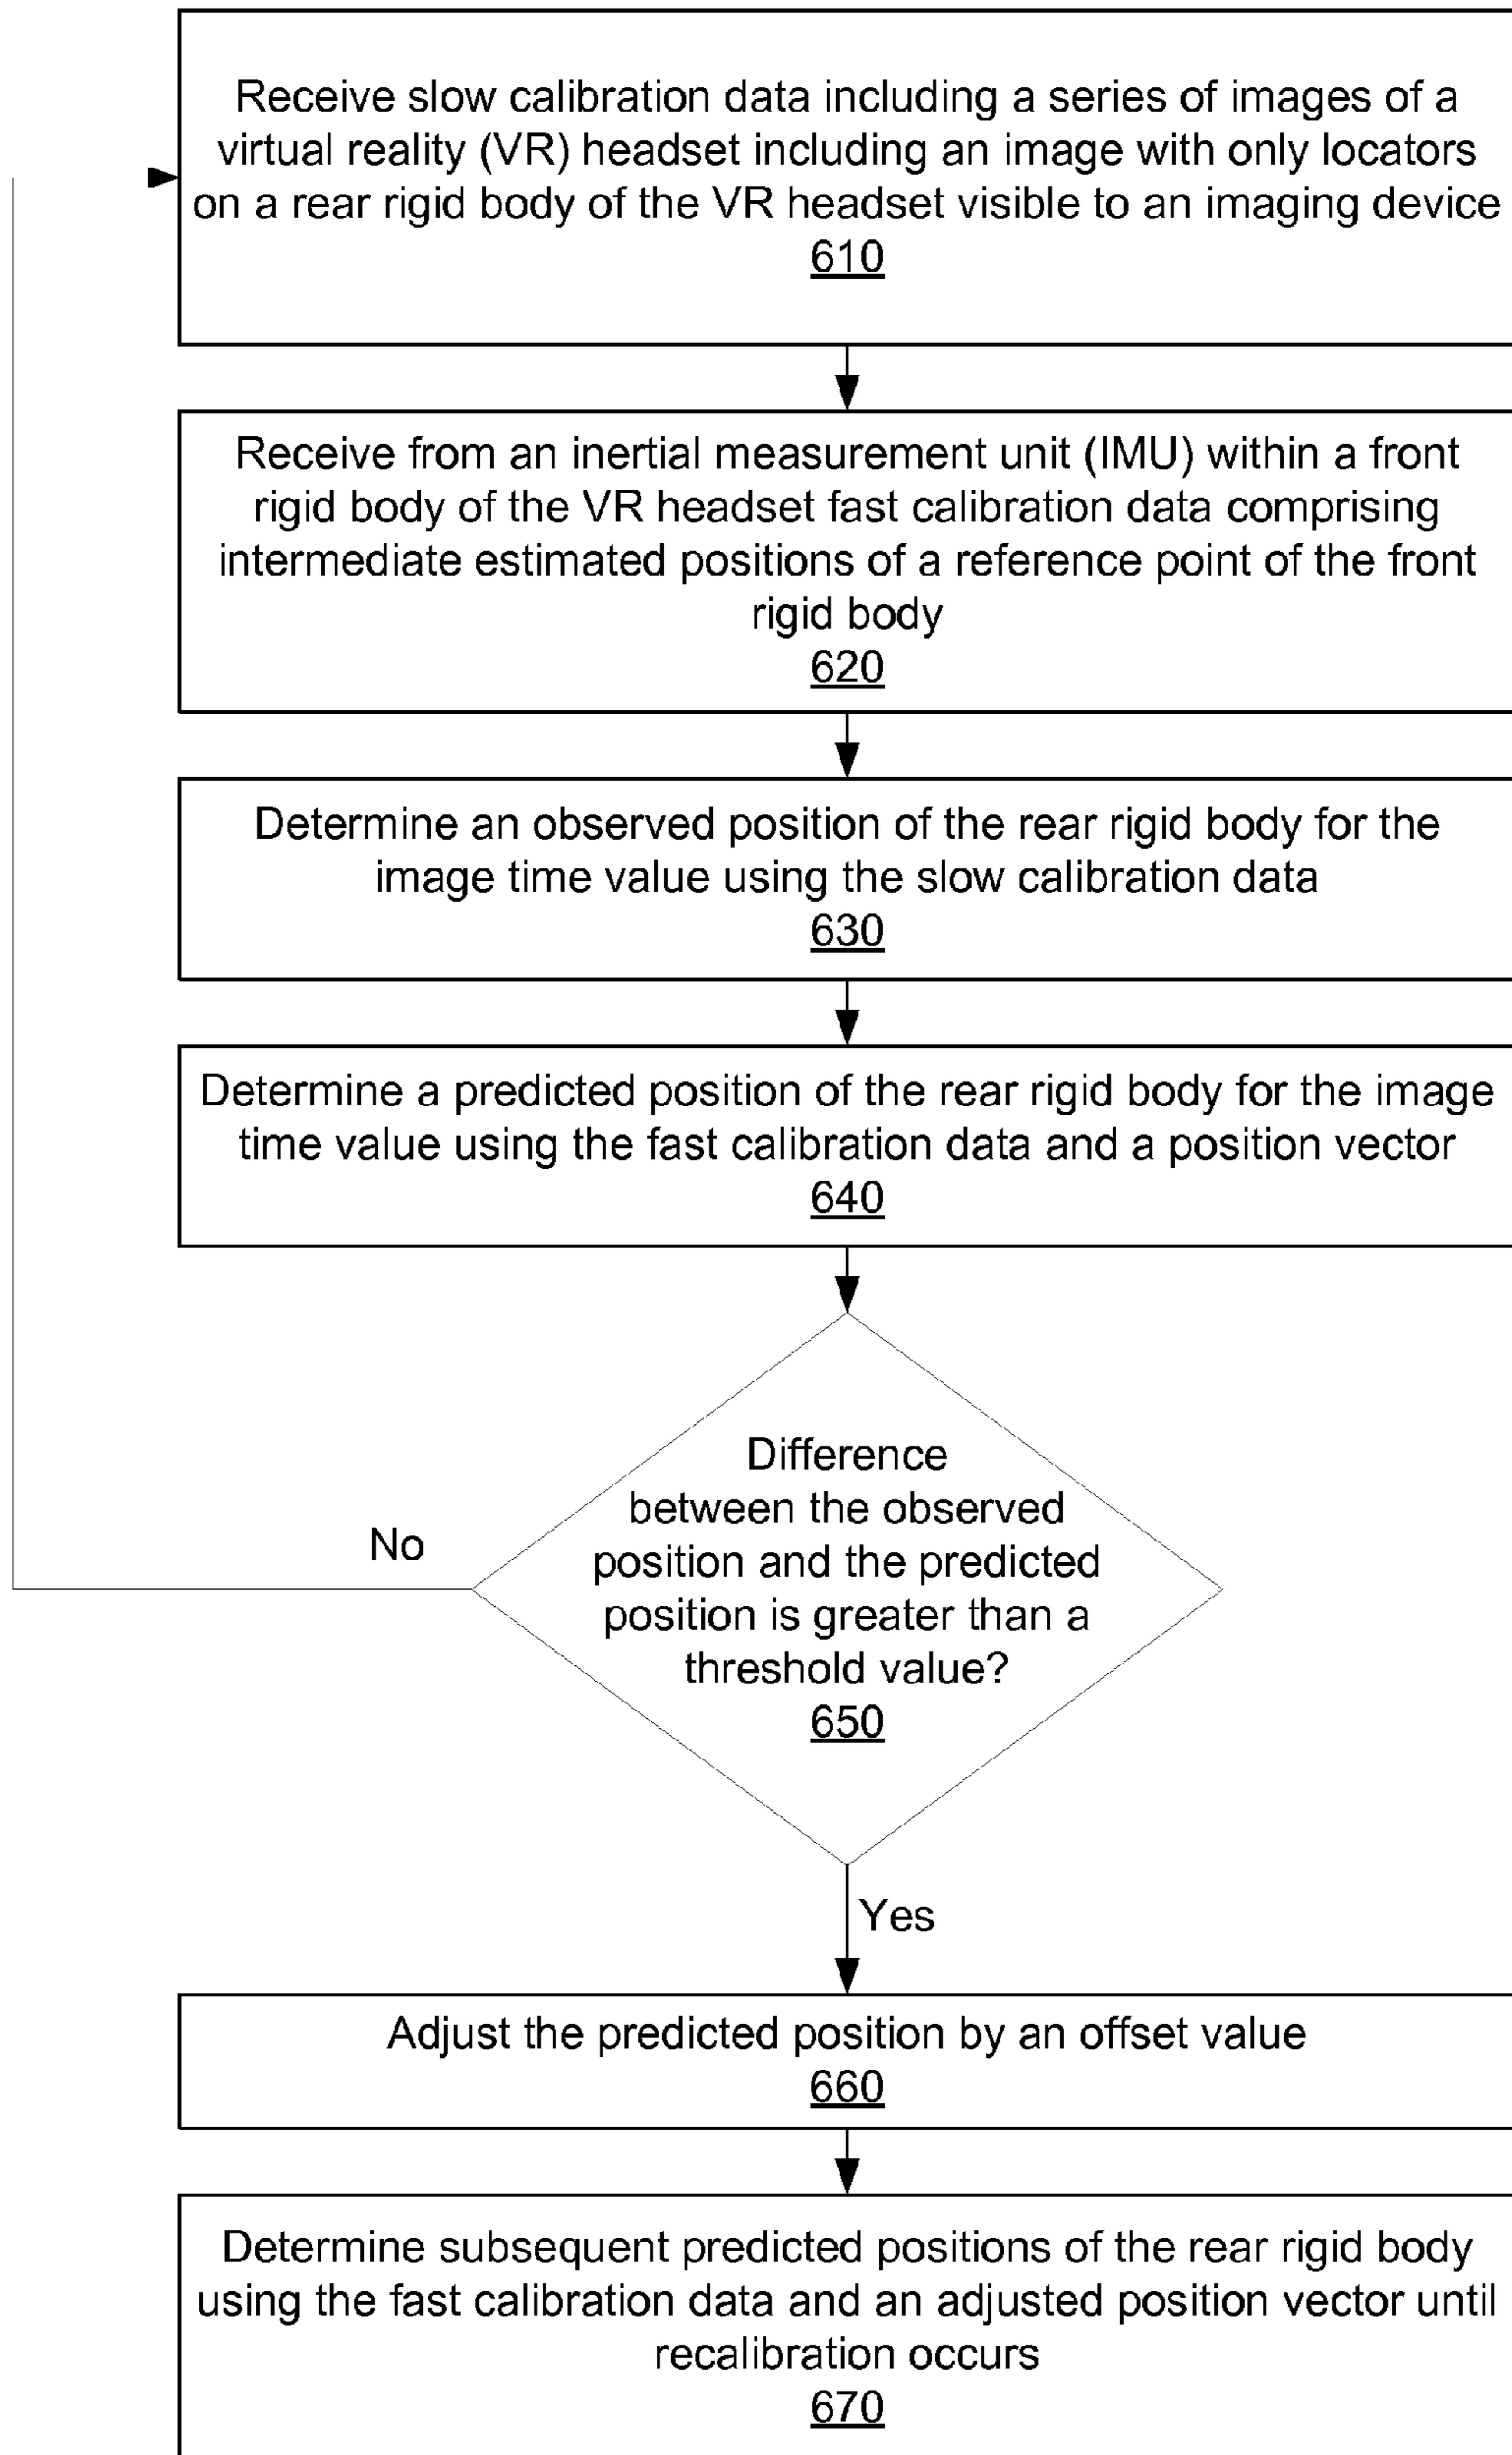 Receive slow calibration data including a series of images of a
virtual reality (VR) headset including an image with only locators
on a rear rigid body of the VR headset visible to an imaging device
610
Receive from an inertial measurement unit (IMU) within a front
rigid body of the VR headset fast calibration data comprising
intermediate estimated positions of a reference point of the front
rigid body
620
Determine an observed position of the rear rigid body for the
image time value using the slow calibration data
630
Determine a predicted position of the rear rigid body for the image
time value using the fast calibration data and a position vector
640
Difference
between the observed
position and the predicted
position is greater than a
threshold value?
650
No
Yes
Adjust the predicted position by an offset value
660
Determine subsequent predicted positions of the rear rigid body
using the fast calibration data and an adjusted position vector until
recalibration occurs
670